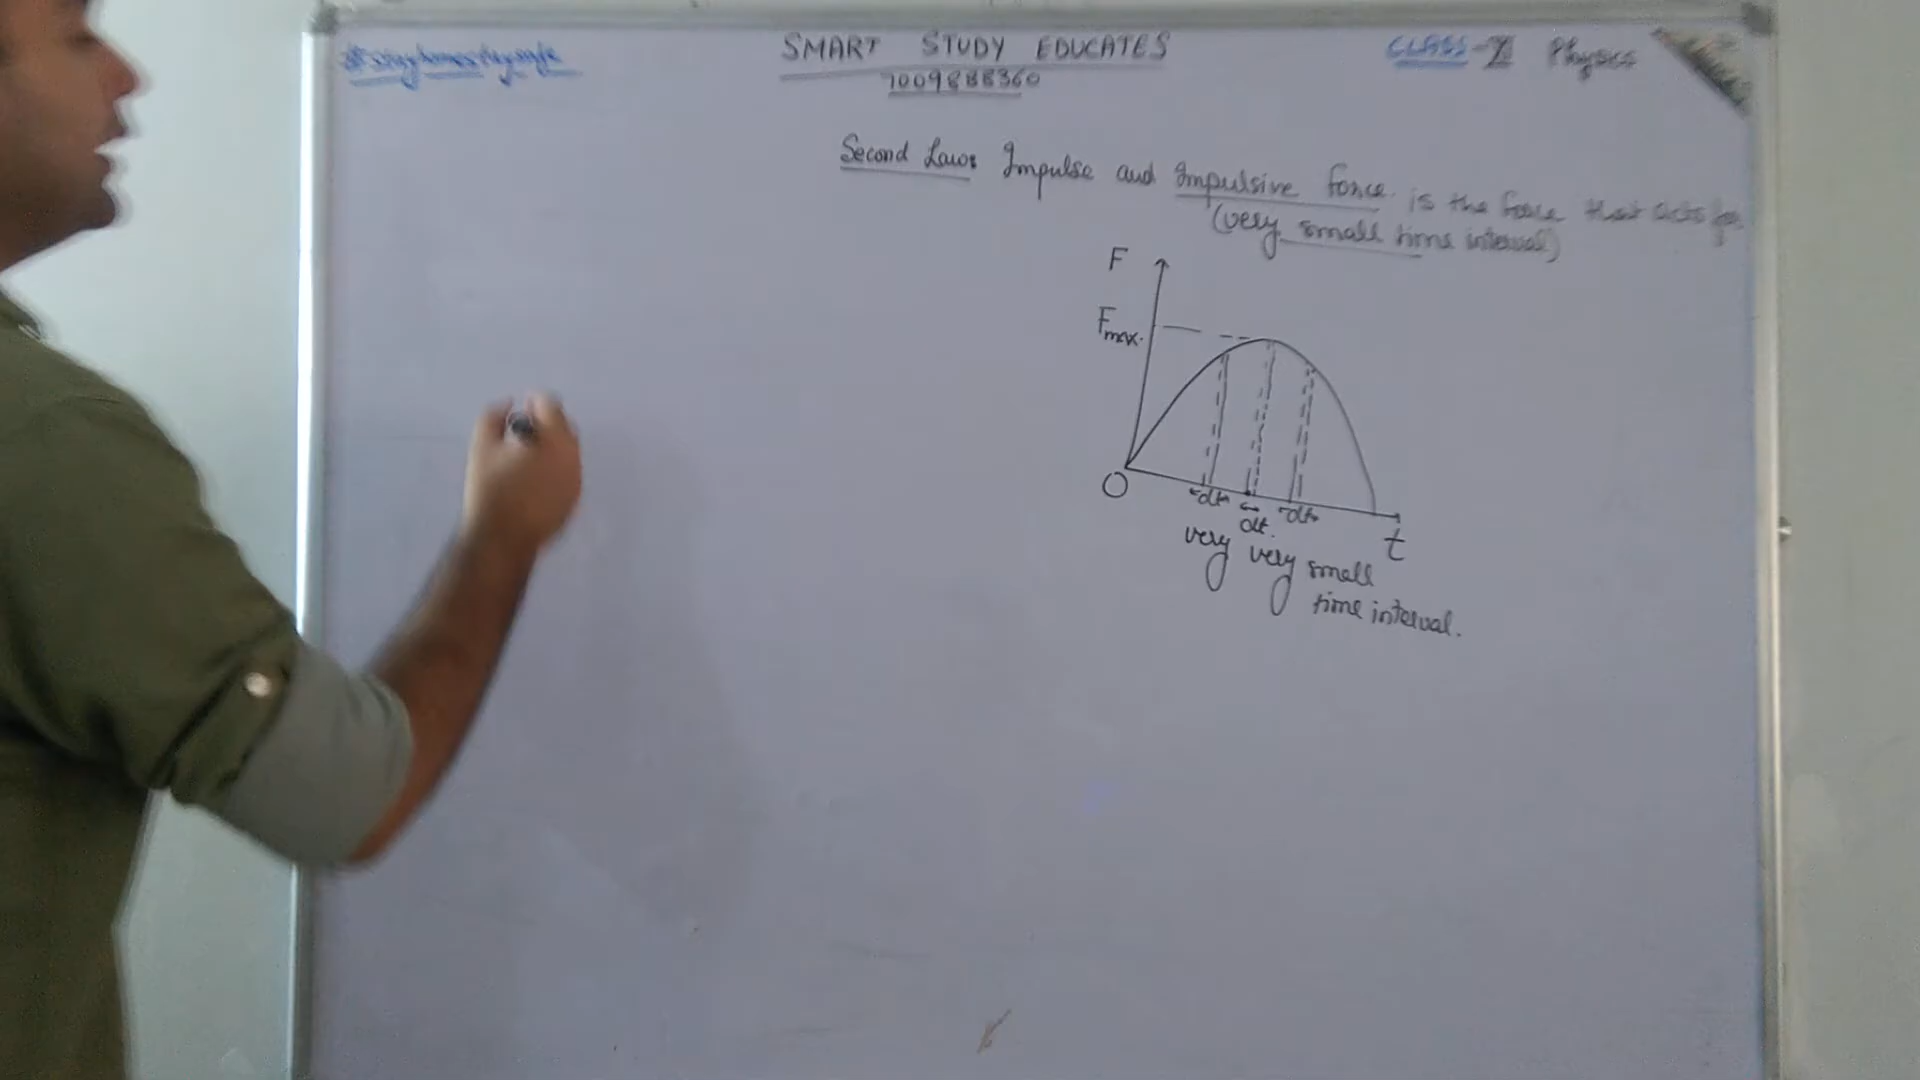 #stayhomestaysafe
SMART STUDY EDUCATES
7009888360
CLASS-XI Physics
Second Law: Impulse and Impulsive force is the force that acts for
(very small time interval)
F
Fmax.
O
dt dt dt
t
very very small
time interval.